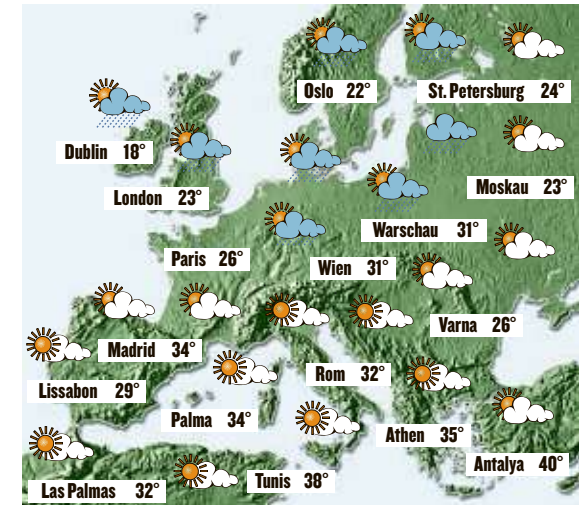 Oslo 22°
St. Petersburg 24°
Dublin 18°
London 23°
Moskau 23°
Warschau 31°
Paris 26°
Wien 31°
Varna 26°
Madrid 34°
Rom 32°
Lissabon 29°
Palma 34°
Athen 35°
Antalya 40°
Las Palmas 32°
Tunis 38°